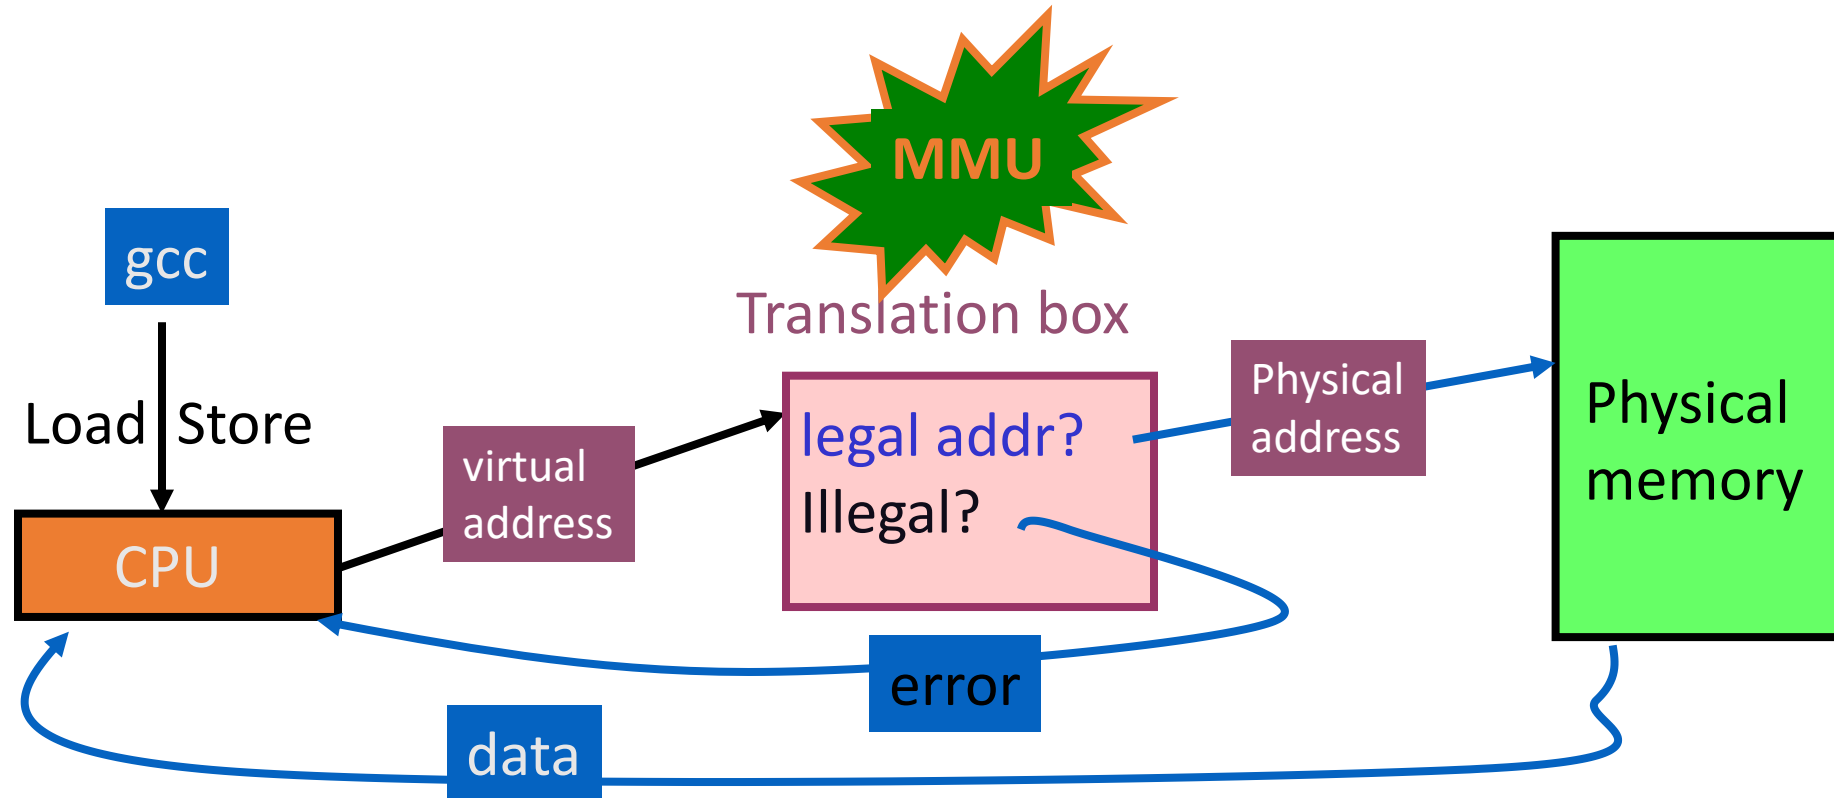 MMU
gcc
Translation box
Load Store
virtual
address
legal addr?
Illegal?
Physical
address
Physical
memory
CPU
error
data